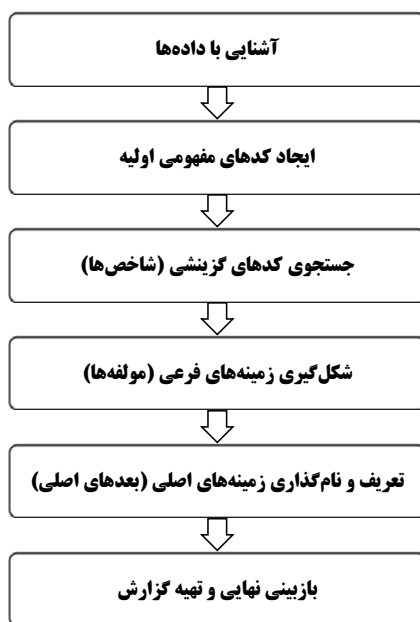 آشنایی با داده‌ها
ایجاد کدهای مفهومی اولیه
جستجوی کدهای گزینشی (شاخص‌ها)
شکل‌گیری زمینه‌های فرعی (مولفه‌ها)
تعریف و نام‌گذاری زمینه‌های اصلی (بعدهای اصلی)
بازبینی نهایی و تهیه گزارش